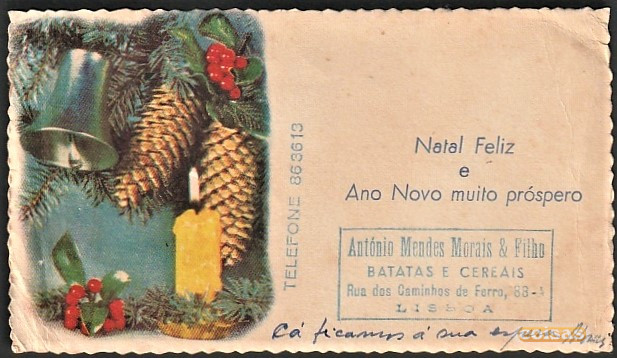 Natal Feliz
e
Ano Novo muito próspero
TELEFONE 863613
António Mendes Morais & Filho
BATATAS E CEREAIS
Rua dos Caminhos de Ferro, 88-
LISBOA
Cá ficamos á sua espera